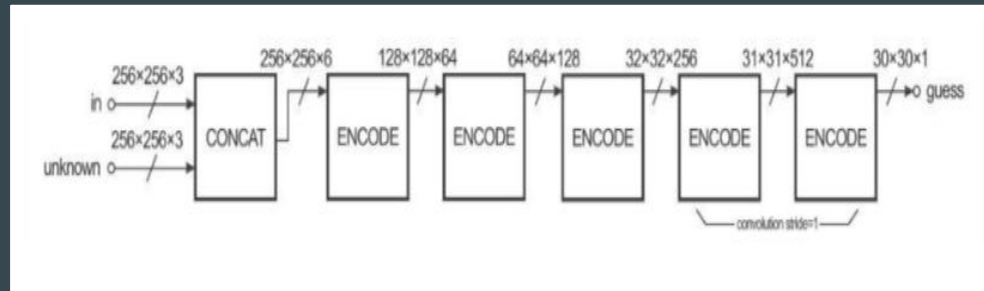 256×256×3
in
256×256×3
unknown
CONCAT
256×256×6
ENCODE
128×128×64
ENCODE
64×64×128
ENCODE
32×32×256
ENCODE
31×31×512
ENCODE
30×30×1
guess
convolution stride=1